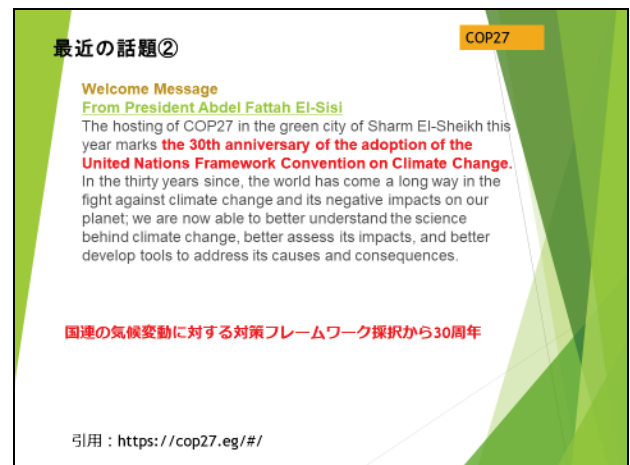 最近の話題②
COP27
Welcome Message
From President Abdel Fattah El-Sisi
The hosting of COP27 in the green city of Sharm El-Sheikh this
year marks the 30th anniversary of the adoption of the
United Nations Framework Convention on Climate Change.
In the thirty years since, the world has come a long way in the
fight against climate change and its negative impacts on our
planet; we are now able to better understand the science
behind climate change, better assess its impacts, and better
develop tools to address its causes and consequences.
国連の気候変動に対する対策フレームワーク採択から30周年
引用：https://cop27.eg/#/